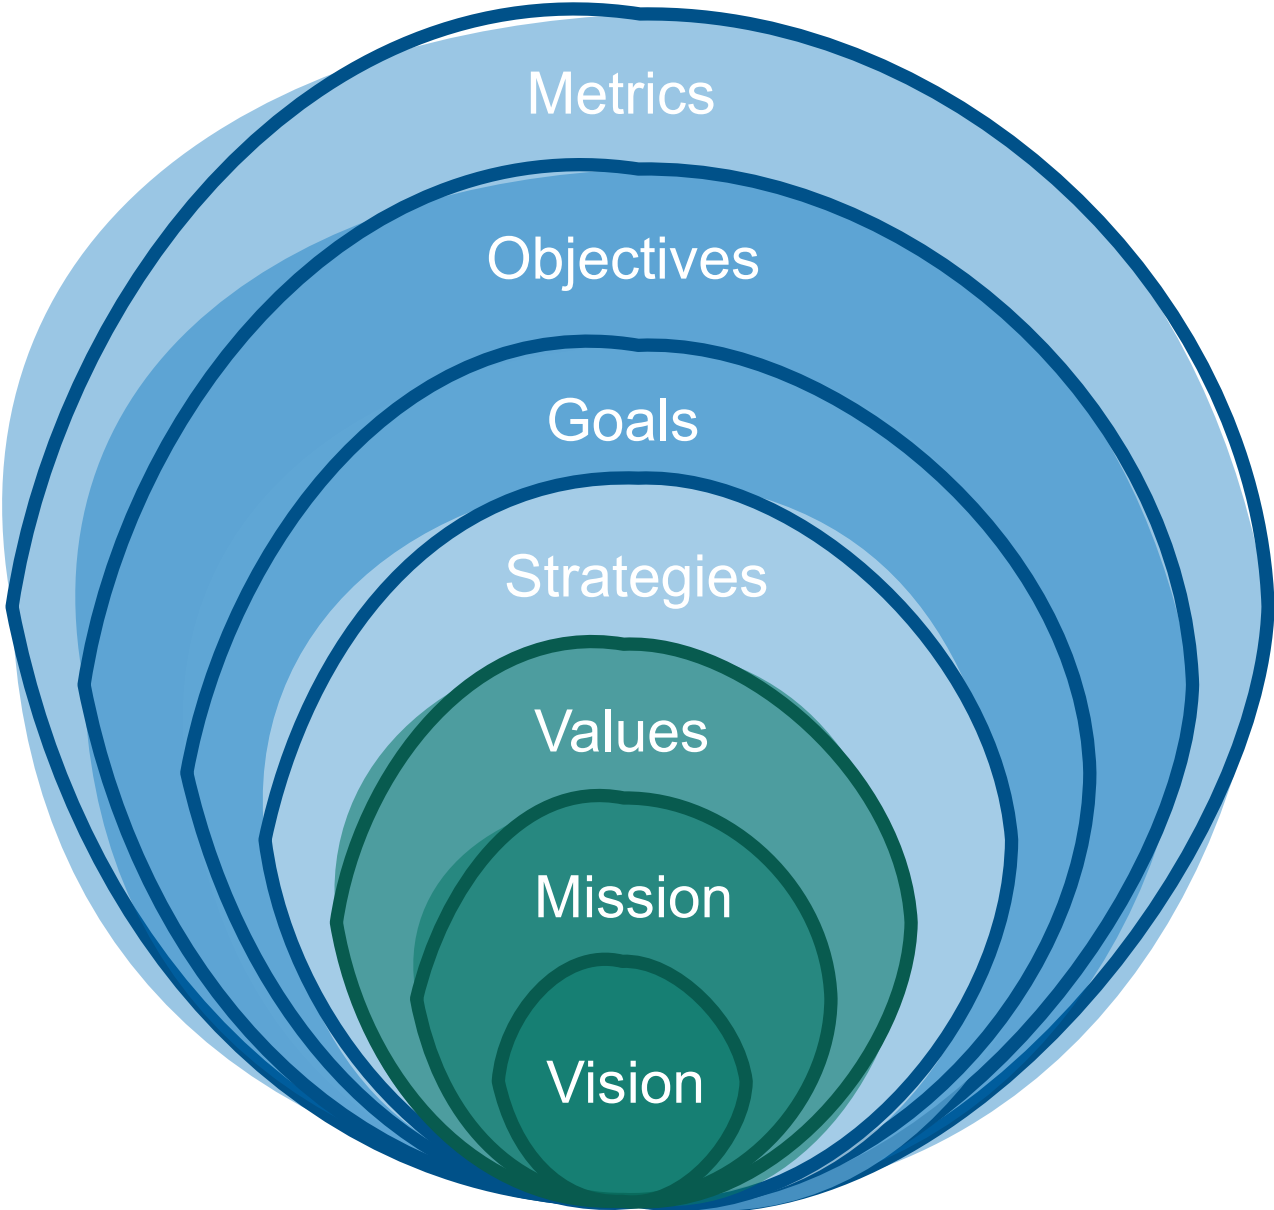 Metrics
Objectives
Goals
Strategies
Values
Mission
Vision